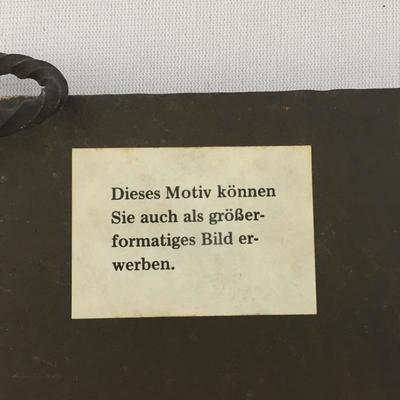 Dieses Motiv können
Sie auch als größer-
formatiges Bild er-
werben.